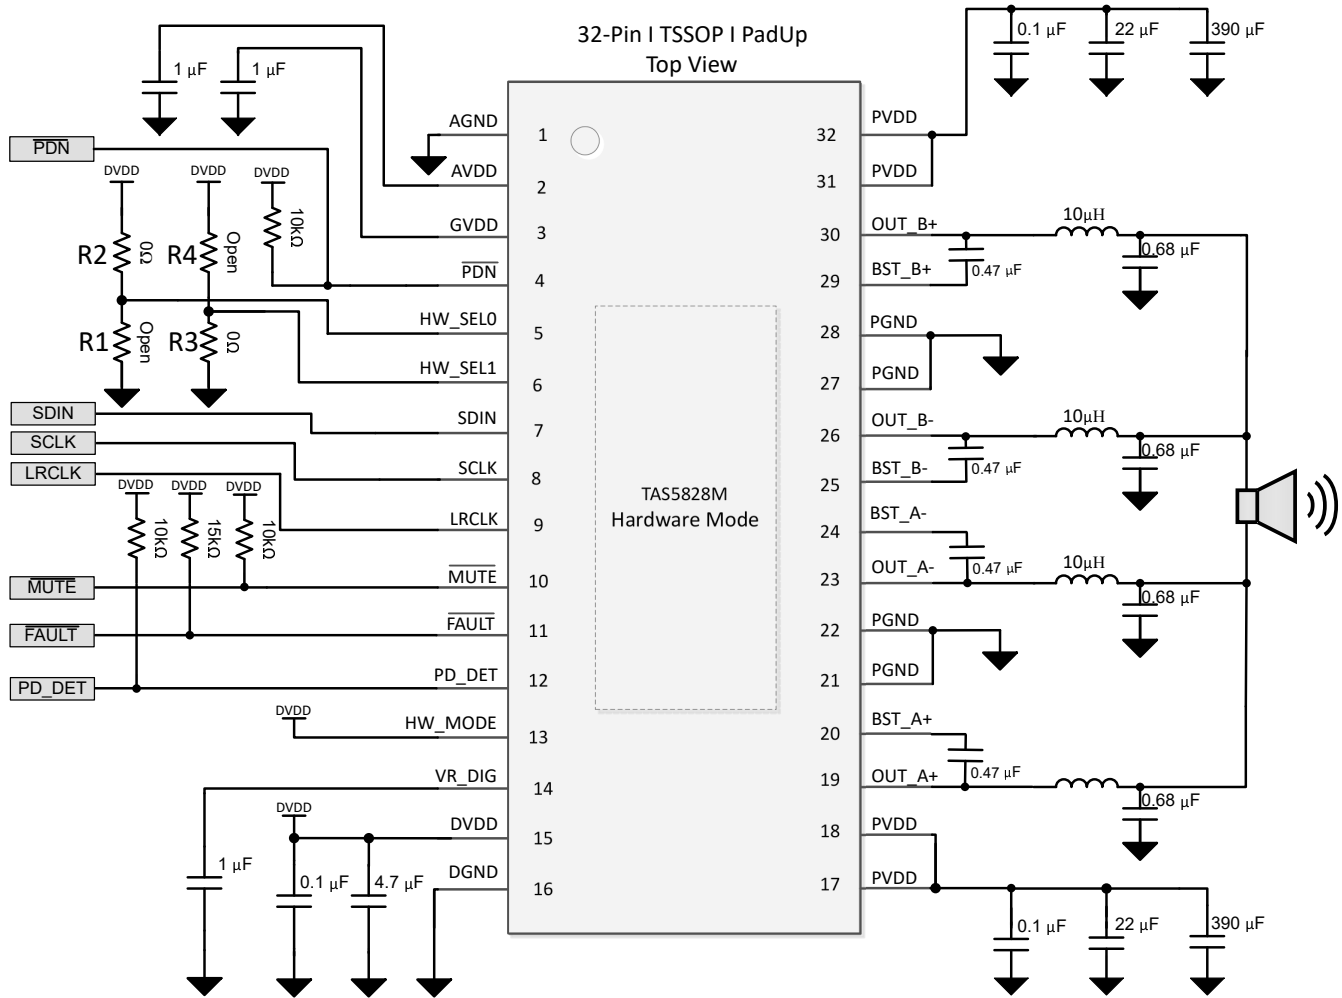 32-Pin I TSSOP I PadUp
Top View
1 µF
1 µF
0.1 µF
22 µF
390 µF
PDN
SDIN
SCLK
LRCLK
MUTE
FAULT
PD_DET
DVDD
DVDD
DVDD
R2
0Ω
R4
Open
10kΩ
R1
Open
R3
0Ω
DVDD
DVDD
DVDD
10kΩ
15kΩ
10kΩ
AGND
1
AVDD
2
GVDD
3
PDN
4
HW_SEL0
5
HW_SEL1
6
SDIN
7
SCLK
8
LRCLK
9
MUTE
10
FAULT
11
PD_DET
12
DVDD
HW_MODE
13
VR_DIG
14
DVDD
DVDD
15
DGND
16
1 µF
0.1 µF
4.7 µF
TAS5828M
Hardware Mode
32
PVDD
31
PVDD
30
OUT_B+
10µH
0.68 µF
29
BST_B+
0.47 µF
28
PGND
27
PGND
26
OUT_B-
10µH
0.68 µF
25
BST_B-
0.47 µF
24
BST_A-
23
OUT_A-
0.47 µF
10µH
0.68 µF
22
PGND
21
PGND
20
BST_A+
19
OUT_A+
0.47 µF
0.68 µF
18
PVDD
17
PVDD
0.1 µF
22 µF
390 µF